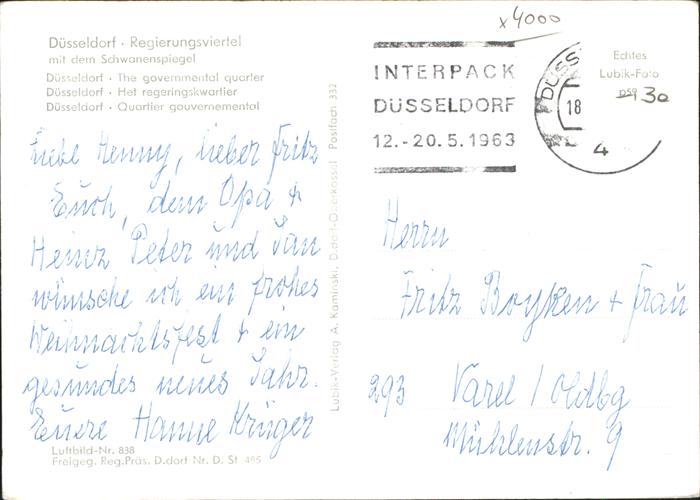 x4000
Düsseldorf · Regierungsviertel
mit dem Schwanenspiegel
Düsseldorf · The governmental quarter
Düsseldorf · Het regeringskwartier
Düsseldorf · Quartier gouvernemental
Liebe Henny, lieber Fritz
Euch, dem Opa +
Heinz Peter und Jan
wünsche ich ein frohes
Weihnachtsfest + ein
gesundes neues Jahr.
Euere Hanne Krüger
Luftbild-Nr. 838
Freigeg. Reg.Präs. D.dorf Nr. D. St 495
Lubik-Verlag A. Kaminski, D.dorf-Oberkassel Postfach 332
INTERPACK
DÜSSELDORF
12.-20.5.1963
DÜSS
18
4
Echtes
Lubik-Foto
30
Herrn
Fritz Boyken + Frau
293 Varel / Oldbg
Mühlenstr. 9